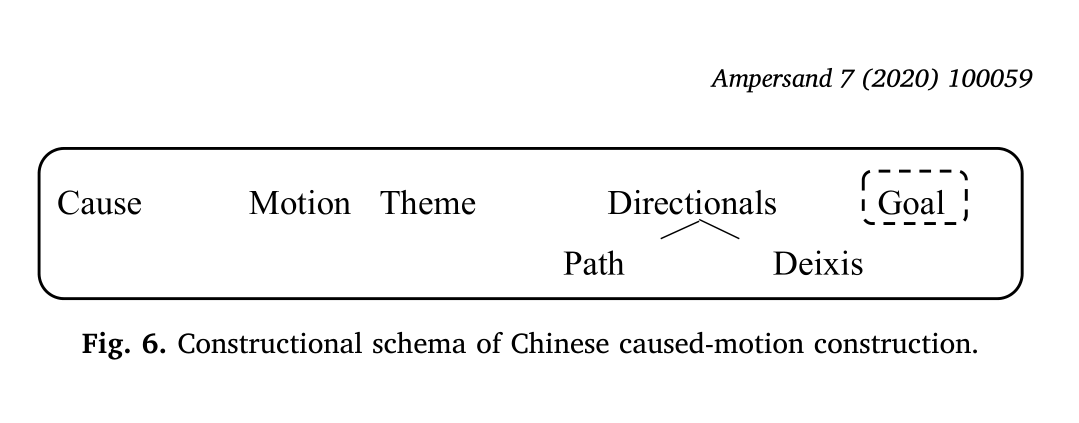 Ampersand 7 (2020) 100059
Cause Motion Theme Directionals Goal
Path Deixis
Fig. 6. Constructional schema of Chinese caused-motion construction.